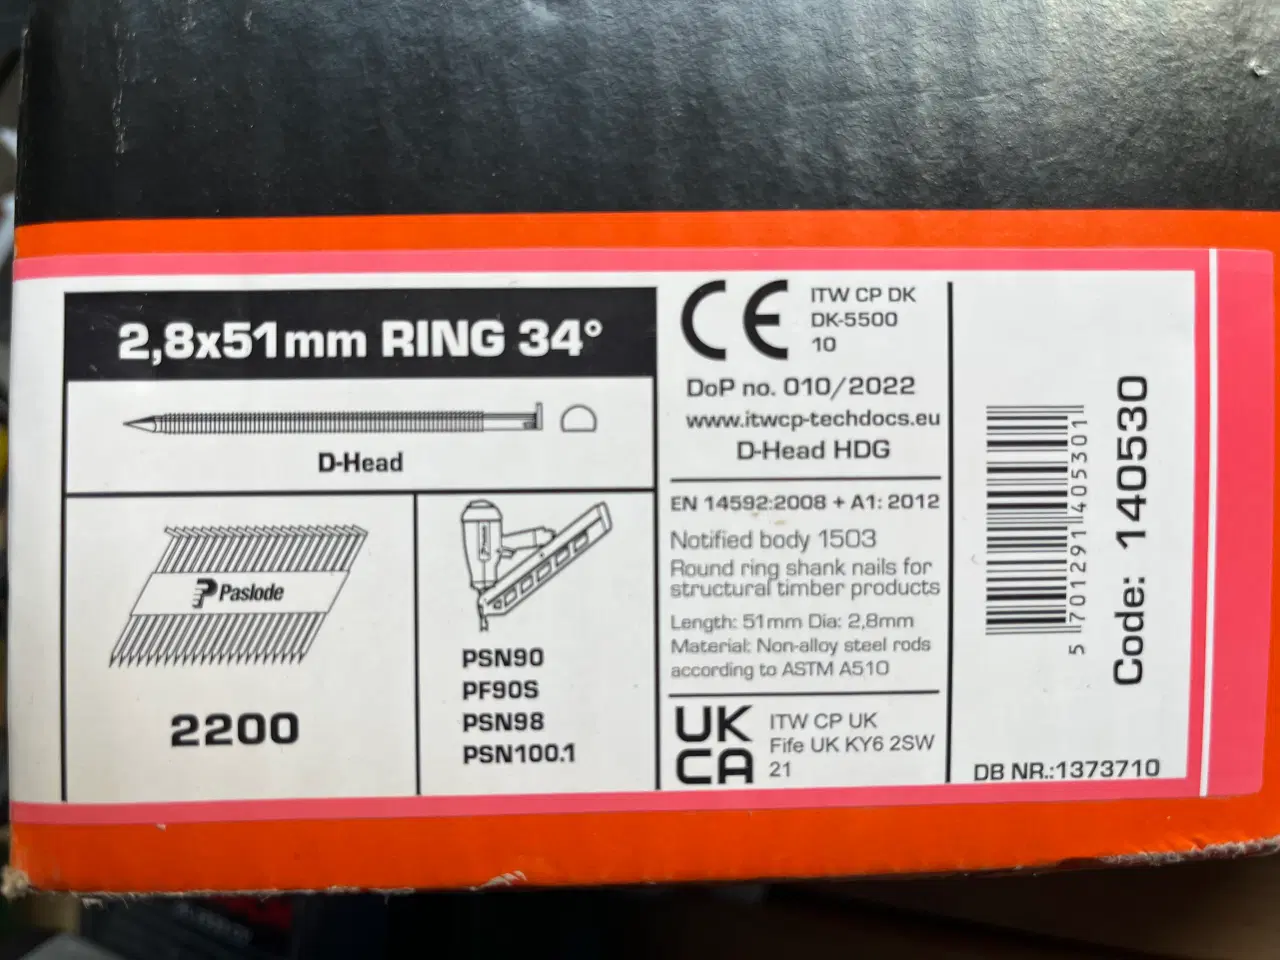 2,8x51mm RING 34°
D-Head
Paslode
2200
Paslode
PSN90
PF90S
PSN98
PSN100.1
CE
ITW CP DK
DK-5500
10
DoP no. 010/2022
www.itwcp-techdocs.eu
D-Head HDG
EN 14592:2008 + A1: 2012
Notified body 1503
Round ring shank nails for
structural timber products
Length: 51mm Dia: 2,8mm
Material: Non-alloy steel rods
according to ASTM A510
UK
CA
ITW CP UK
Fife UK KY6 2SW
21
5 701291 405301
Code: 140530
DB NR.:1373710